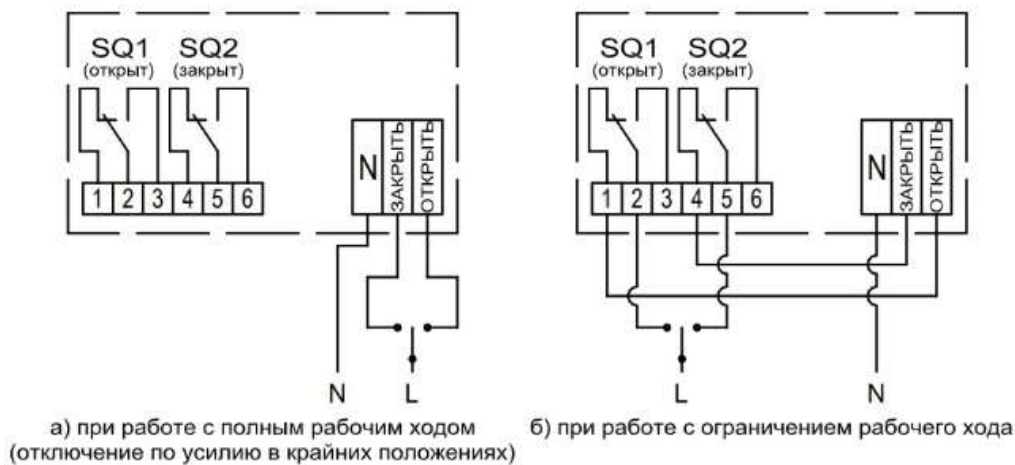 SQ1 SQ2
(открыт) (закрыт)
N
ЗАКРЫТЬ
ОТКРЫТЬ
1 2 3 4 5 6
N L
а) при работе с полным рабочим ходом
(отключение по усилию в крайних положениях)
SQ1 SQ2
(открыт) (закрыт)
N
ЗАКРЫТЬ
ОТКРЫТЬ
1 2 3 4 5 6
L N
б) при работе с ограничением рабочего хода